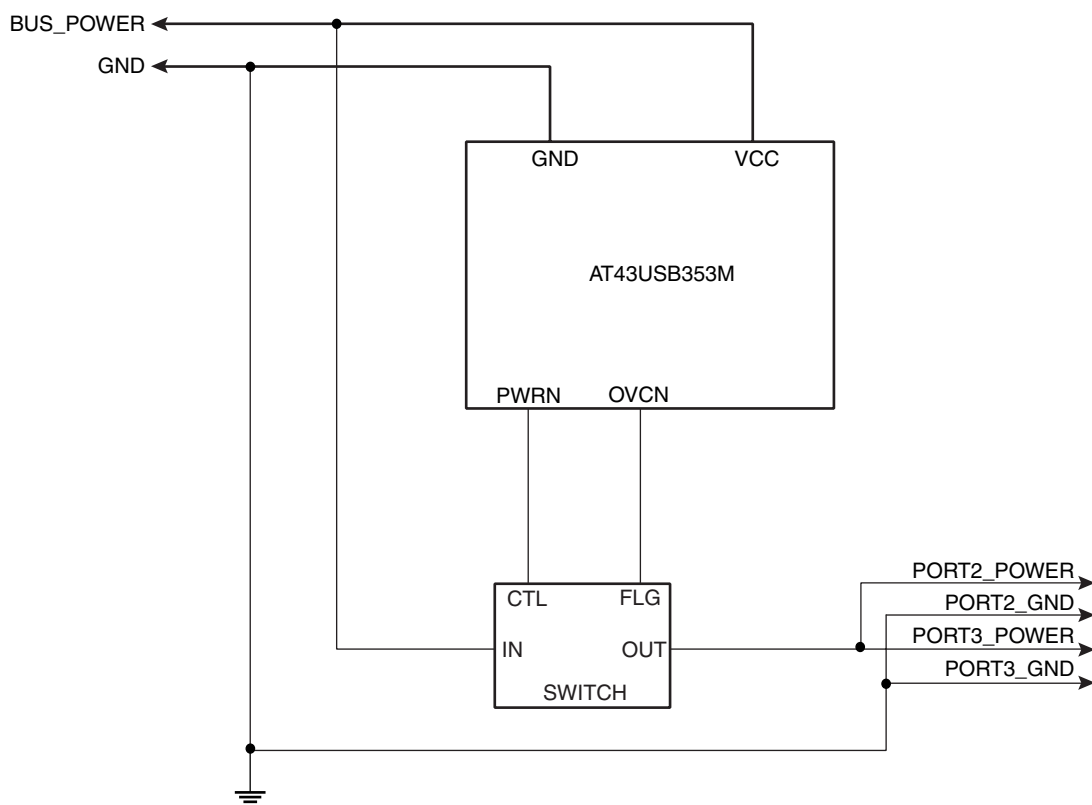 BUS_POWER
GND
GND
VCC
AT43USB353M
PWRN
OVCN
CTL
FLG
IN
OUT
SWITCH
PORT2_POWER
PORT2_GND
PORT3_POWER
PORT3_GND